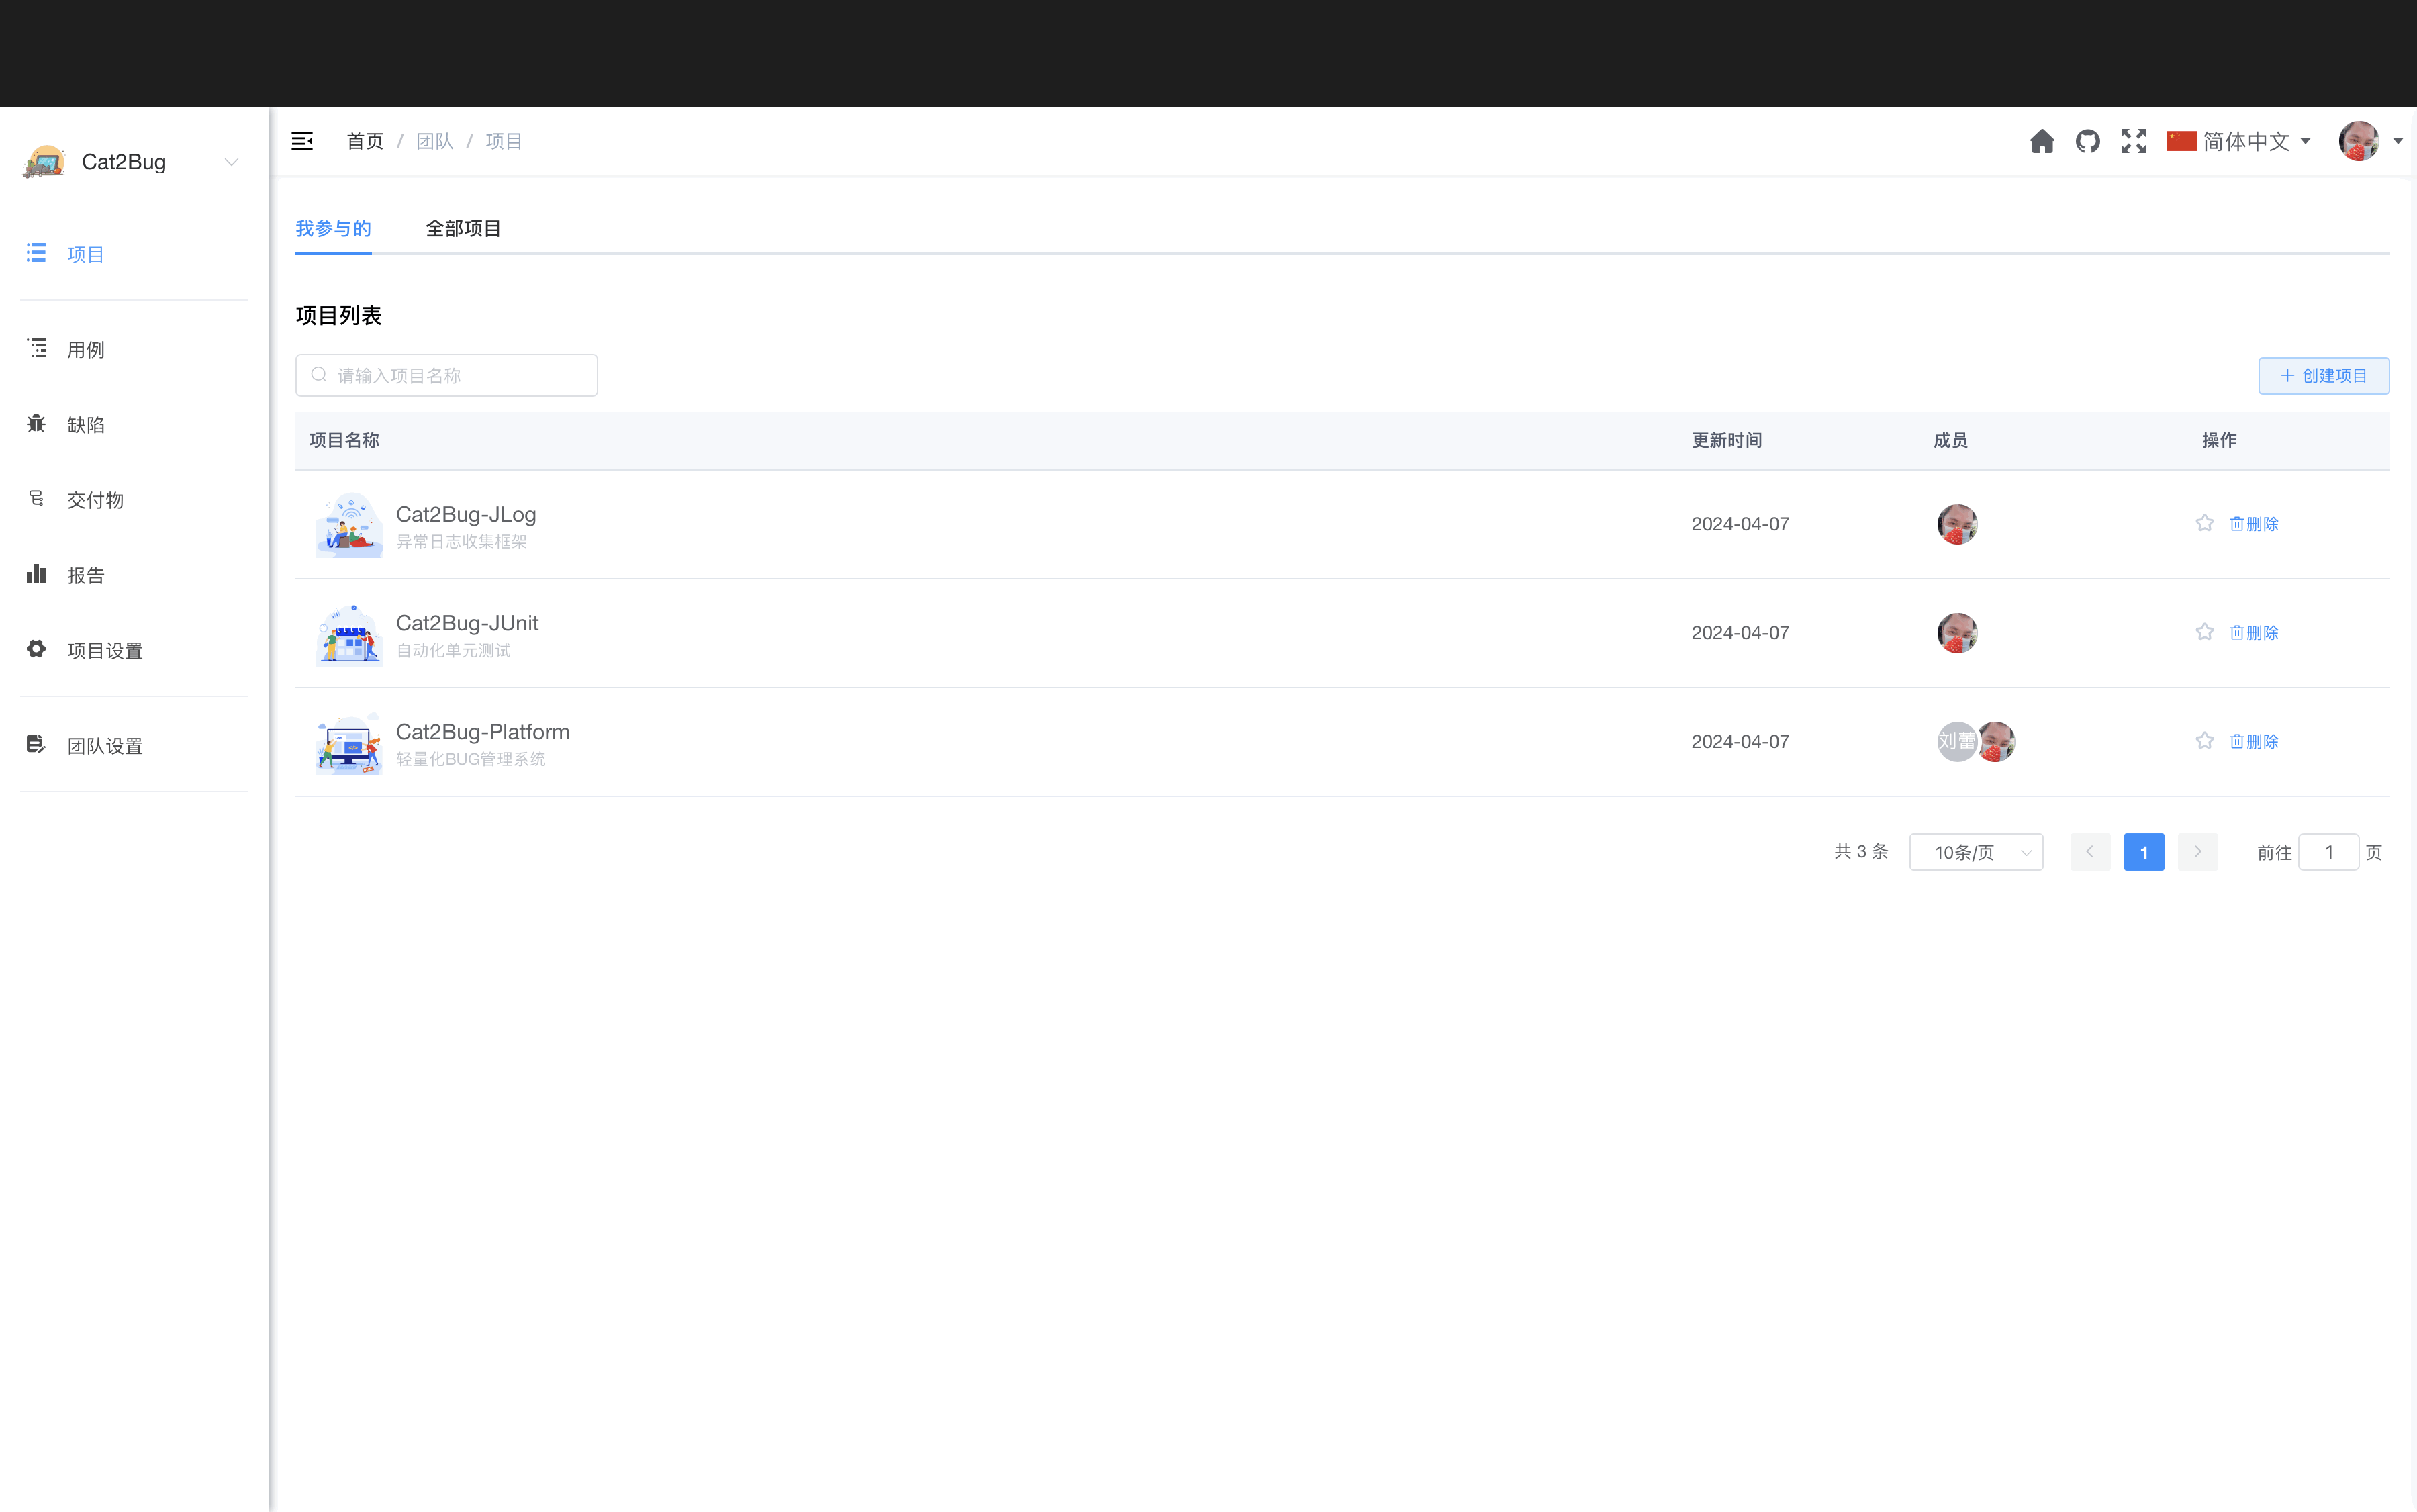 Cat2Bug
项目
用例
缺陷
交付物
报告
项目设置
团队设置
首页 / 团队 / 项目
简体中文
我参与的 全部项目
项目列表
请输入项目名称
创建项目
项目名称 更新时间 成员 操作
Cat2Bug-JLog
异常日志收集框架
2024-04-07
删除
Cat2Bug-JUnit
自动化单元测试
2024-04-07
删除
Cat2Bug-Platform
轻量化BUG管理系统
2024-04-07
刘蕾
删除
共 3 条 10条/页 1 前往 1 页